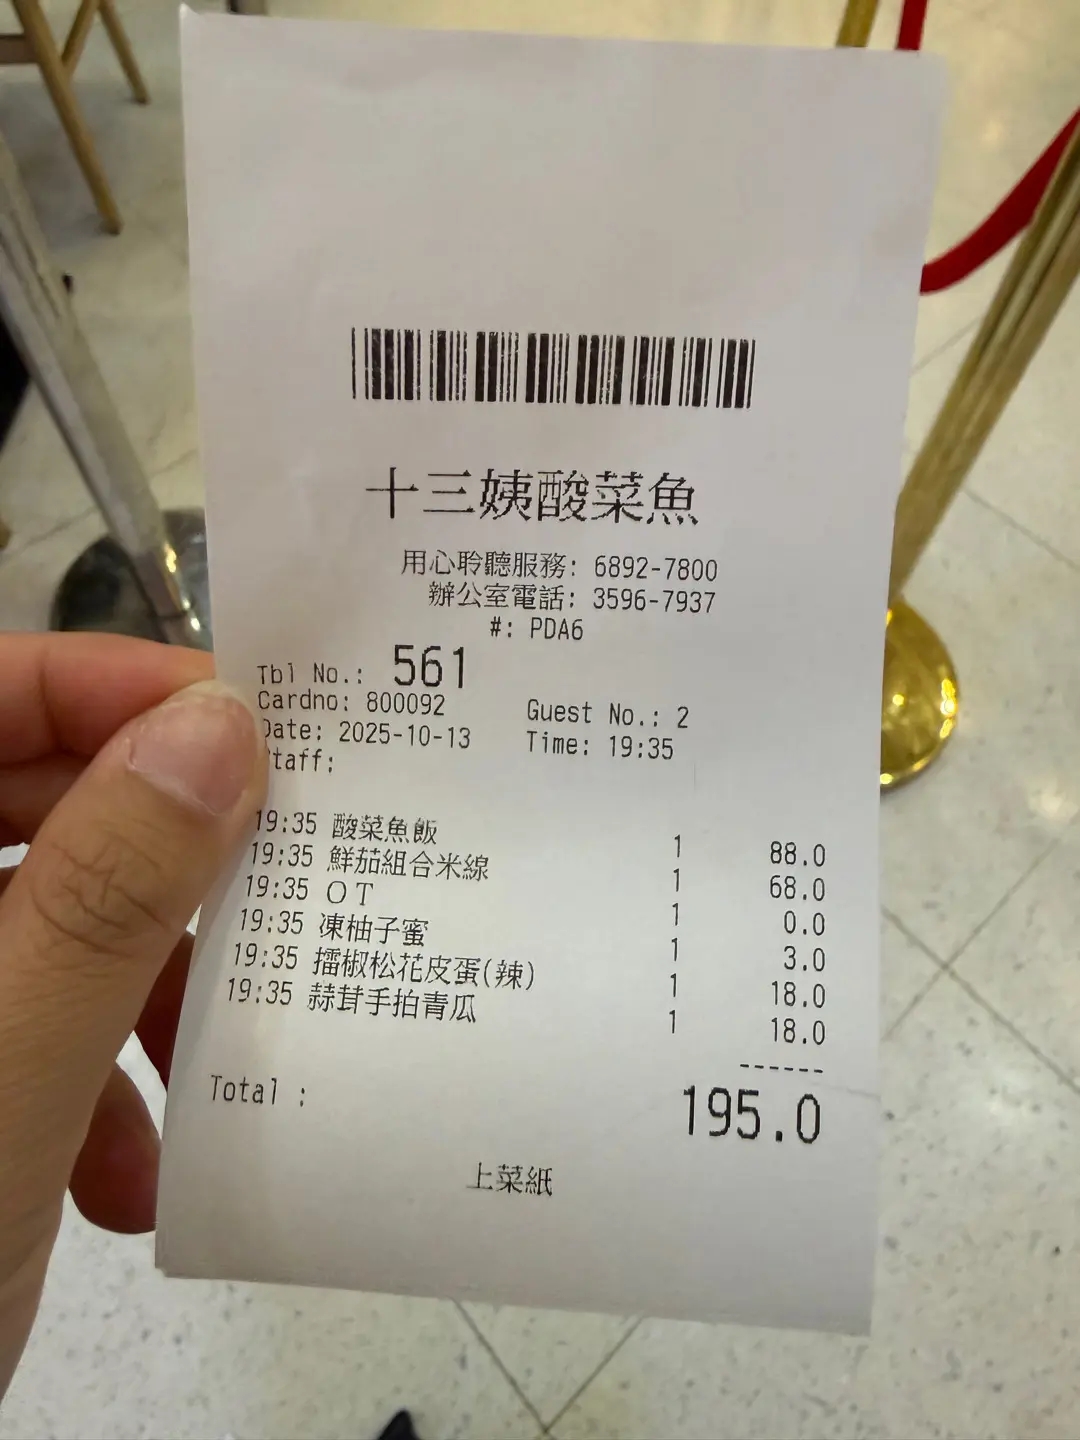 十三姨酸菜魚
用心聆聽服務: 6892-7800
辦公室電話: 3596-7937
#: PDA6
Tbl No.: 561
Cardno: 800092 Guest No.: 2
Date: 2025-10-13 Time: 19:35
Staff:
19:35 酸菜魚飯 1 88.0
19:35 鮮茄組合米線 1 68.0
19:35 OT 1 0.0
19:35 凍柚子蜜 1 3.0
19:35 擂椒松花皮蛋(辣) 1 18.0
19:35 蒜茸手拍青瓜 1 18.0
------
Total : 195.0
上菜紙